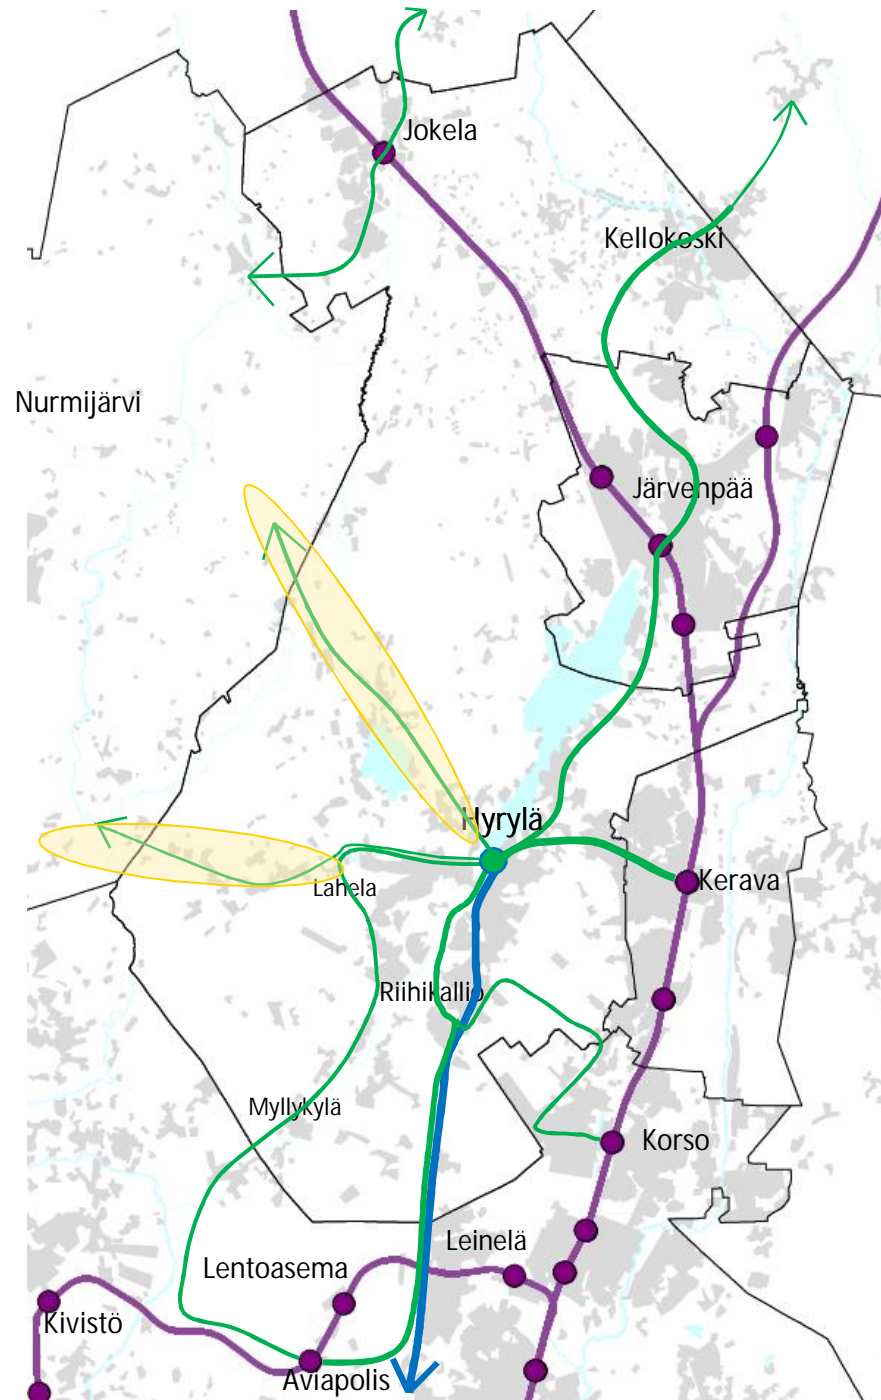 Jokela
Kellokoski
Nurmijärvi
Järvenpää
Hyrylä
Lahela
Kerava
Riihikallio
Myllykylä
Korso
Leinelä
Lentoasema
Kivistö
Aviapolis